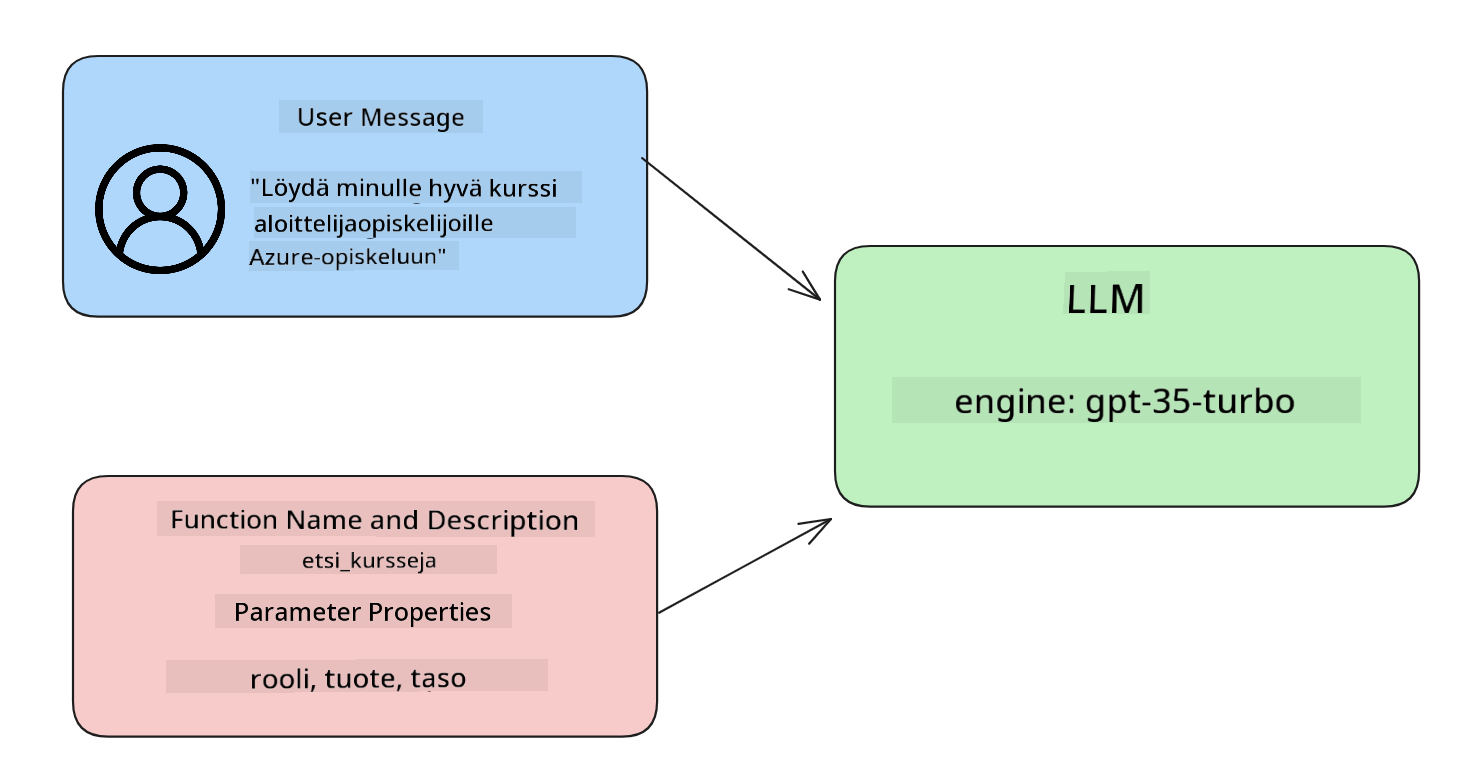 User Message
"Löydä minulle hyvä kurssi
aloittelijaopiskelijoille
Azure-opiskeluun"
LLM
engine: gpt-35-turbo
Function Name and Description
etsi_kursseja
Parameter Properties
rooli, tuote, taso